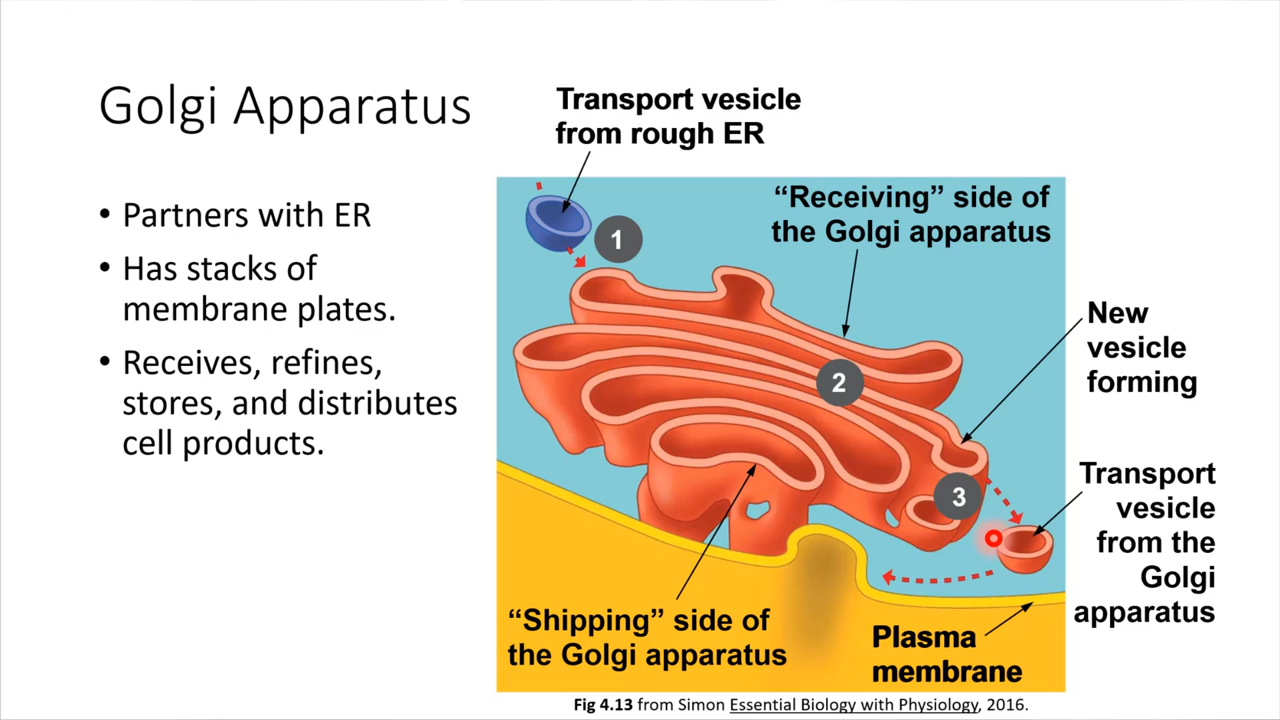 Golgi Apparatus
• Partners with ER
• Has stacks of
membrane plates.
• Receives, refines,
stores, and distributes
cell products.
Transport vesicle
from rough ER
1
“Receiving” side of
the Golgi apparatus
2
New
vesicle
forming
3
Transport
vesicle
from the
Golgi
apparatus
“Shipping” side of
the Golgi apparatus
Plasma
membrane
Fig 4.13 from Simon Essential Biology with Physiology, 2016.